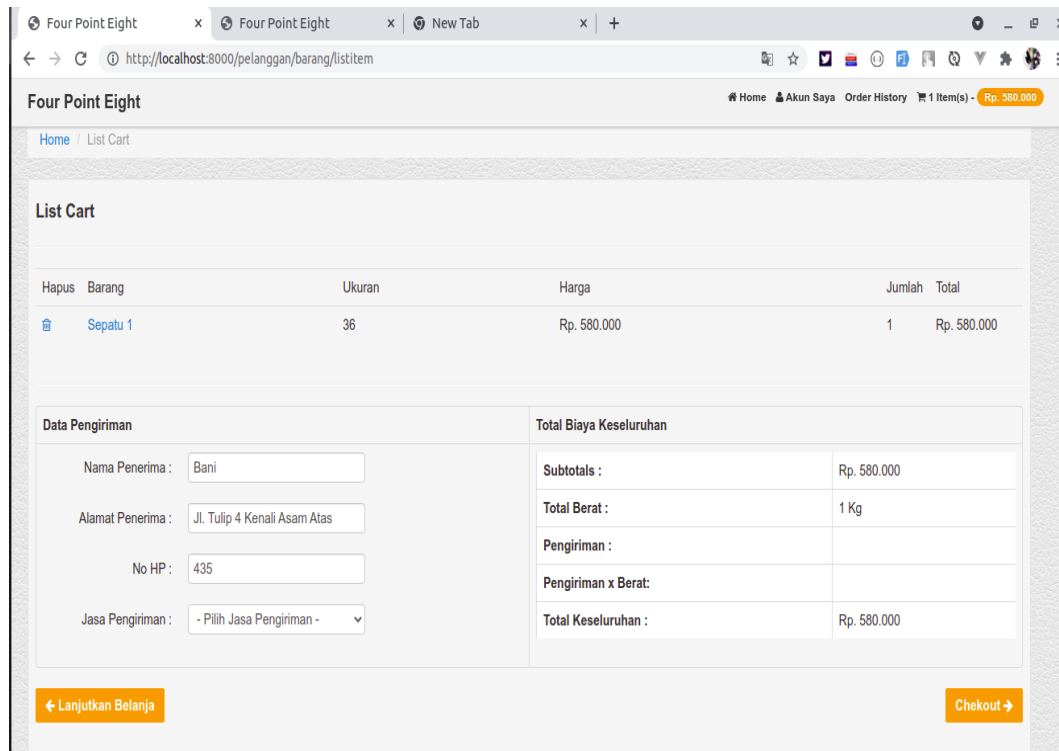 Four Point Eight
Four Point Eight
New Tab
http://localhost:8000/pelanggan/barang/listitem
Four Point Eight
Home Akun Saya Order History 1 Item(s) - Rp. 580.000
Home / List Cart
List Cart
Hapus Barang Ukuran Harga Jumlah Total
Sepatu 1 36 Rp. 580.000 1 Rp. 580.000
Data Pengiriman
Nama Penerima : Bani
Alamat Penerima : Jl. Tulip 4 Kenali Asam Atas
No HP : 435
Jasa Pengiriman : - Pilih Jasa Pengiriman -
Total Biaya Keseluruhan
Subtotals : Rp. 580.000
Total Berat : 1 Kg
Pengiriman :
Pengiriman x Berat:
Total Keseluruhan : Rp. 580.000
Lanjutkan Belanja
Chekout